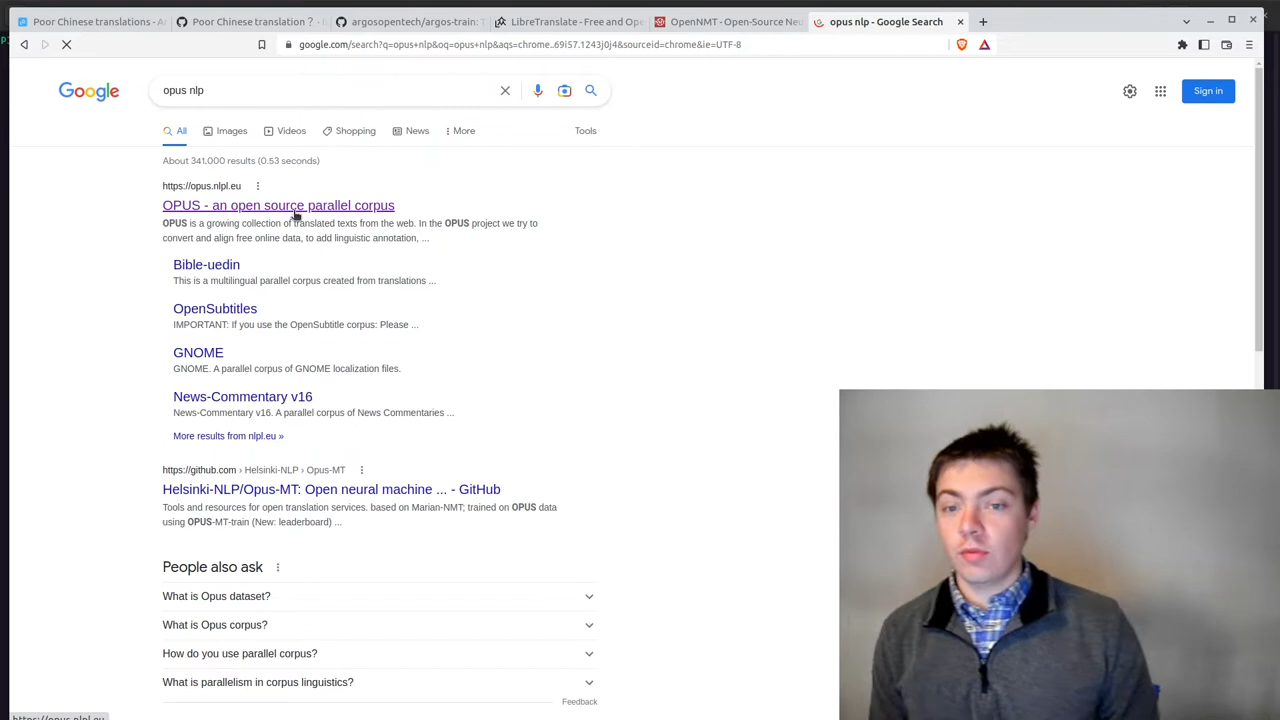 Poor Chinese translations - Ar
Poor Chinese translation？ ·
argosopentech/argos-train: T
LibreTranslate - Free and Ope
OpenNMT - Open-Source Neu
opus nlp - Google Search
google.com/search?q=opus+nlp&oq=opus+nlp&aqs=chrome..69i57.1243j0j4&sourceid=chrome&ie=UTF-8
Google
opus nlp
Sign in
All
Images
Videos
Shopping
News
More
Tools
About 341,000 results (0.53 seconds)
https://opus.nlpl.eu
OPUS - an open source parallel corpus
OPUS is a growing collection of translated texts from the web. In the OPUS project we try to
convert and align free online data, to add linguistic annotation, ...
Bible-uedin
This is a multilingual parallel corpus created from translations ...
OpenSubtitles
IMPORTANT: If you use the OpenSubtitle corpus: Please ...
GNOME
GNOME. A parallel corpus of GNOME localization files.
News-Commentary v16
News-Commentary v16. A parallel corpus of News Commentaries ...
More results from nlpl.eu »
https://github.com › Helsinki-NLP › Opus-MT
Helsinki-NLP/Opus-MT: Open neural machine ... - GitHub
Tools and resources for open translation services. based on Marian-NMT; trained on OPUS data
using OPUS-MT-train (New: leaderboard) ...
People also ask
What is Opus dataset?
What is Opus corpus?
How do you use parallel corpus?
What is parallelism in corpus linguistics?
Feedback
https://opus.nlpl.eu